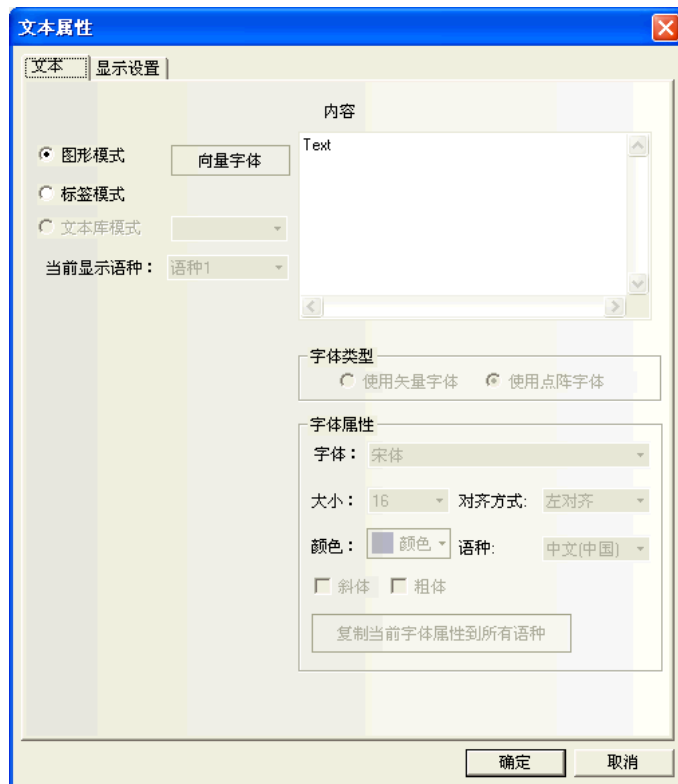 文本属性
文本 显示设置
内容
图形模式 向量字体
Text
标签模式
文本库模式
当前显示语种： 语种1
字体类型
使用矢量字体 使用点阵字体
字体属性
字体： 宋体
大小： 16 对齐方式: 左对齐
颜色： 颜色 语种: 中文(中国)
斜体 粗体
复制当前字体属性到所有语种
确定 取消